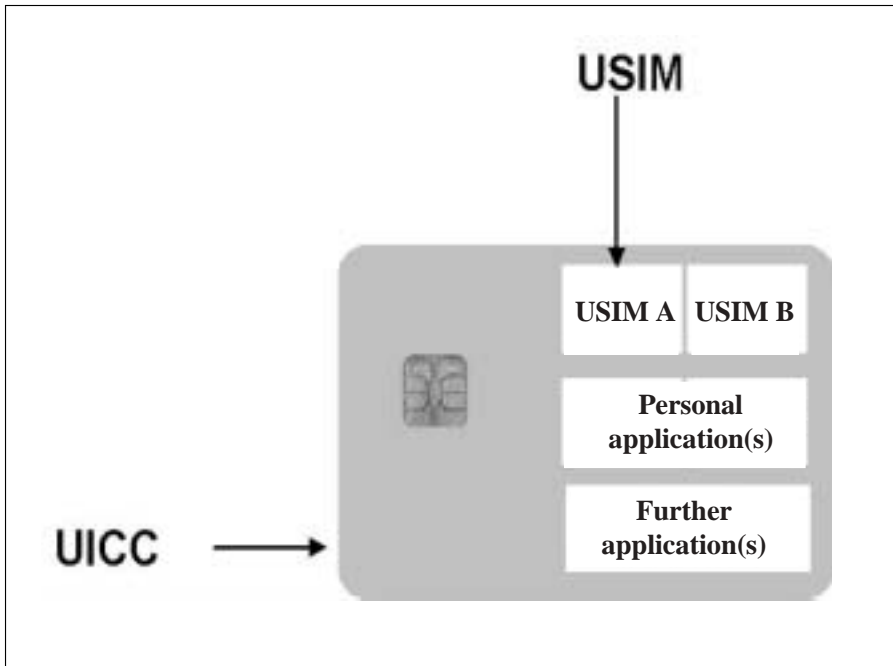 USIM
USIM A
USIM B
Personal
application(s)
Further
application(s)
UICC